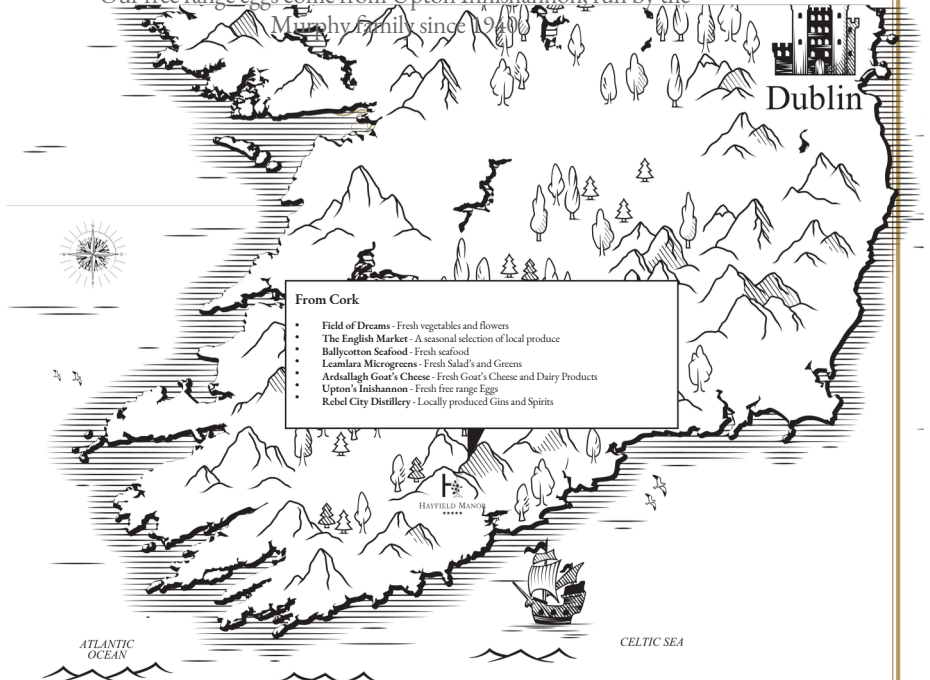 Our free range eggs come from Upton Innishannon, run by the
Murphy family since 1940.
Dublin
From Cork
• Field of Dreams - Fresh vegetables and flowers
• The English Market - A seasonal selection of local produce
• Ballycotton Seafood - Fresh seafood
• Leamlara Microgreens - Fresh Salad's and Greens
• Ardsallagh Goat's Cheese - Fresh Goat's Cheese and Dairy Products
• Upton's Inishannon - Fresh free range Eggs
• Rebel City Distillery - Locally produced Gins and Spirits
HAYFIELD MANOR
ATLANTIC
OCEAN
CELTIC SEA